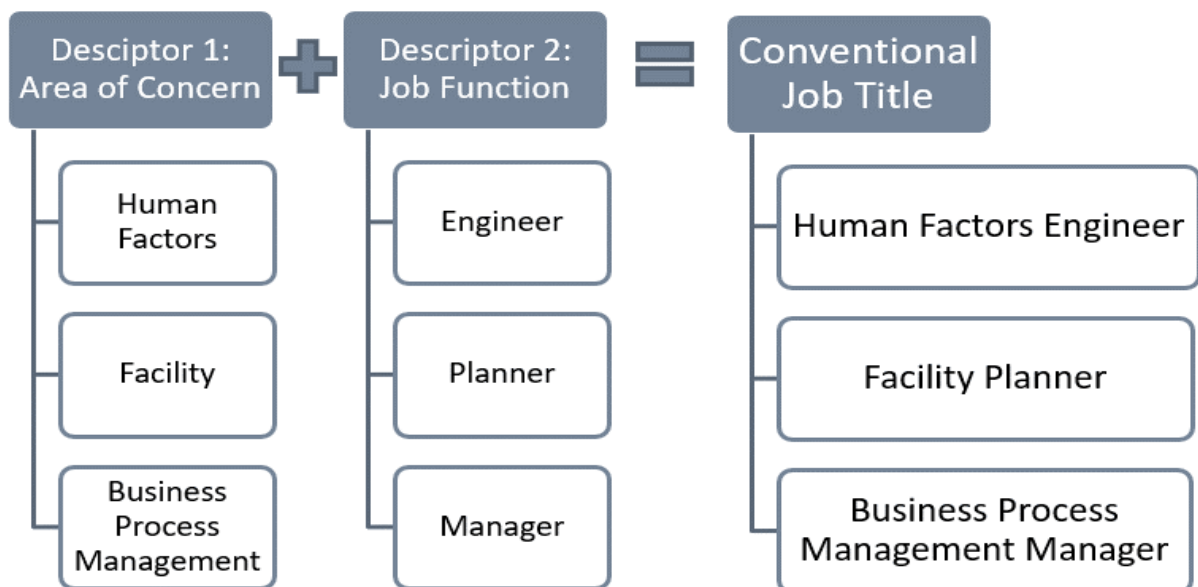 Desciptor 1:
Area of Concern
Descriptor 2:
Job Function
Conventional
Job Title
Human
Factors
Engineer
Human Factors Engineer
Facility
Planner
Facility Planner
Business
Process
Management
Manager
Business Process
Management Manager